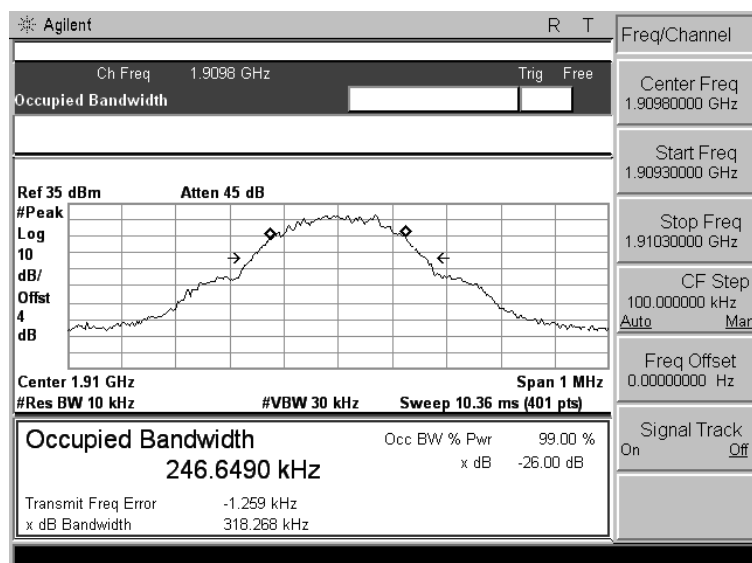 Agilent R T
Ch Freq 1.9098 GHz Trig Free
Occupied Bandwidth
Ref 35 dBm Atten 45 dB
#Peak
Log
10
dB/
Offst
4
dB
Center 1.91 GHz Span 1 MHz
#Res BW 10 kHz #VBW 30 kHz Sweep 10.36 ms (401 pts)
Occupied Bandwidth Occ BW % Pwr 99.00 %
246.6490 kHz x dB -26.00 dB
Transmit Freq Error -1.259 kHz
x dB Bandwidth 318.268 kHz
Freq/Channel
Center Freq
1.90980000 GHz
Start Freq
1.90930000 GHz
Stop Freq
1.91030000 GHz
CF Step
100.000000 kHz
Auto Man
Freq Offset
0.00000000 Hz
Signal Track
On Off